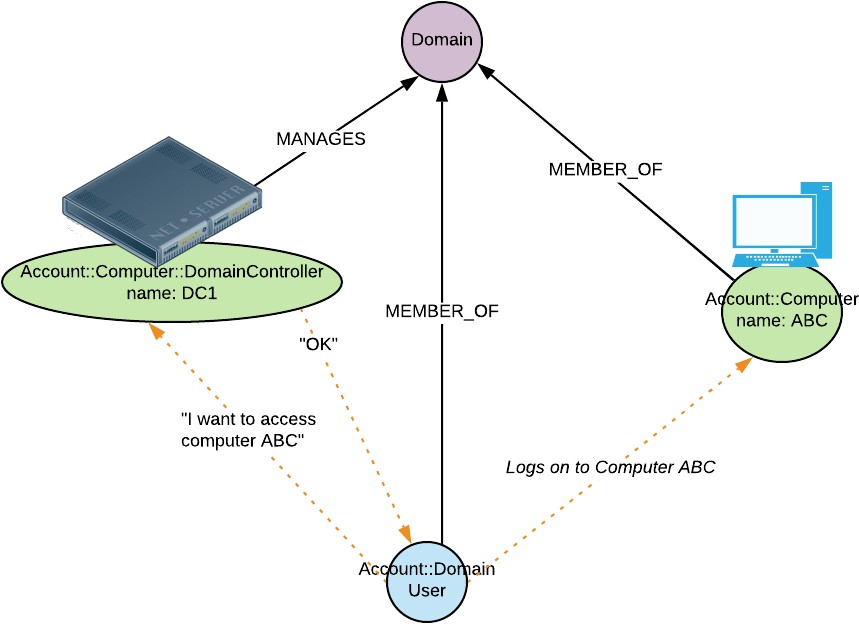 Domain
MANAGES
MEMBER_OF
NET SERVER
Account::Computer::DomainController
name: DC1
Account::Computer
name: ABC
MEMBER_OF
"OK"
"I want to access
computer ABC"
Logs on to Computer ABC
Account::Domain
User